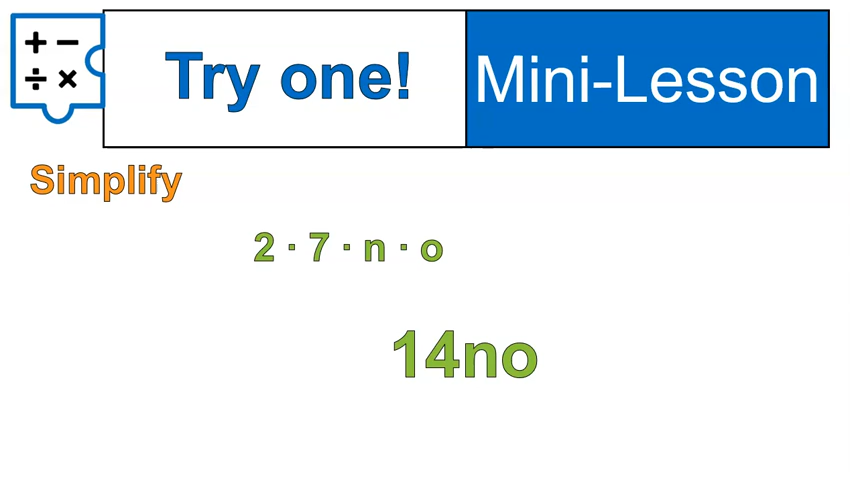 + −
÷ ×
Try one!
Mini-Lesson
Simplify
2 · 7 · n · o
14no